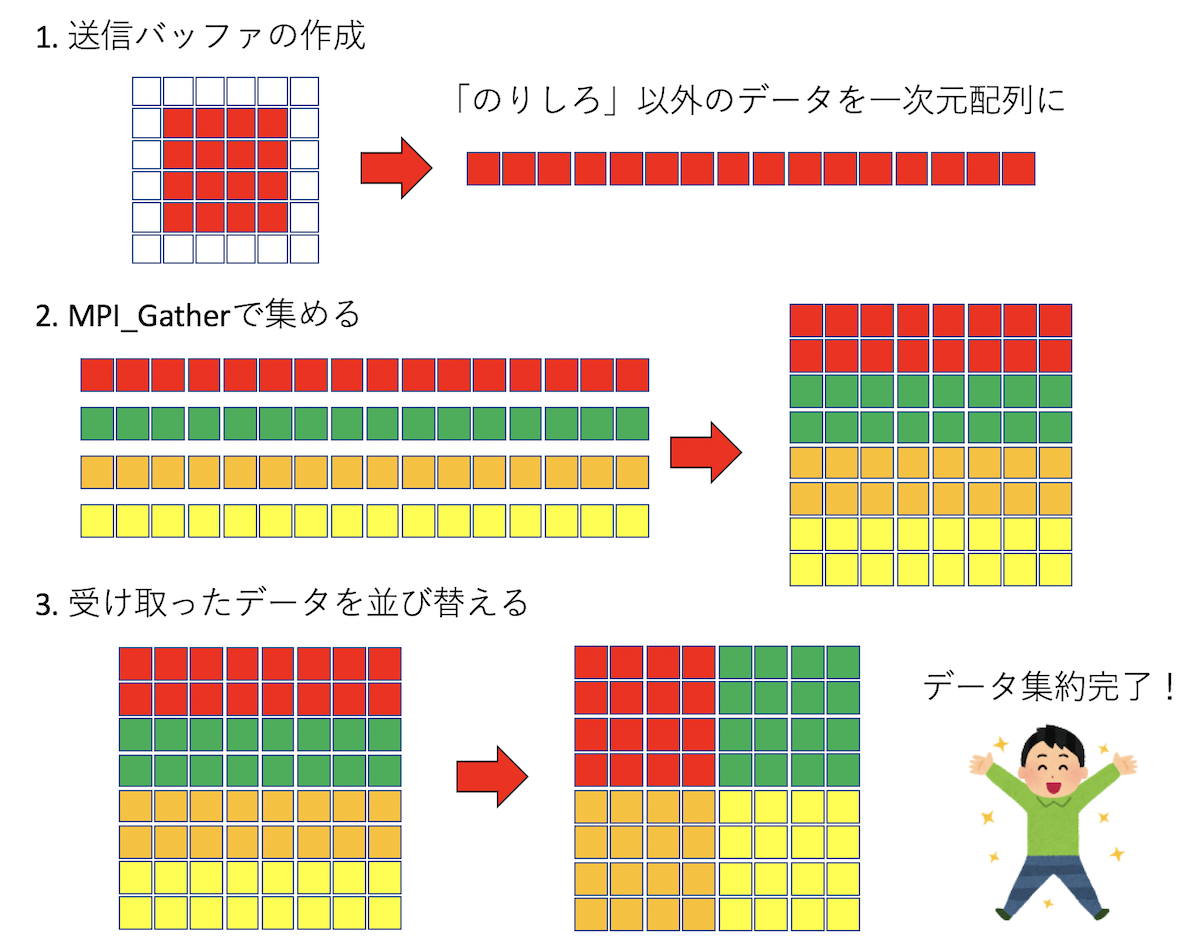 1. 送信バッファの作成
「のりしろ」以外のデータを一次元配列に
2. MPI_Gatherで集める
3. 受け取ったデータを並び替える
データ集約完了！